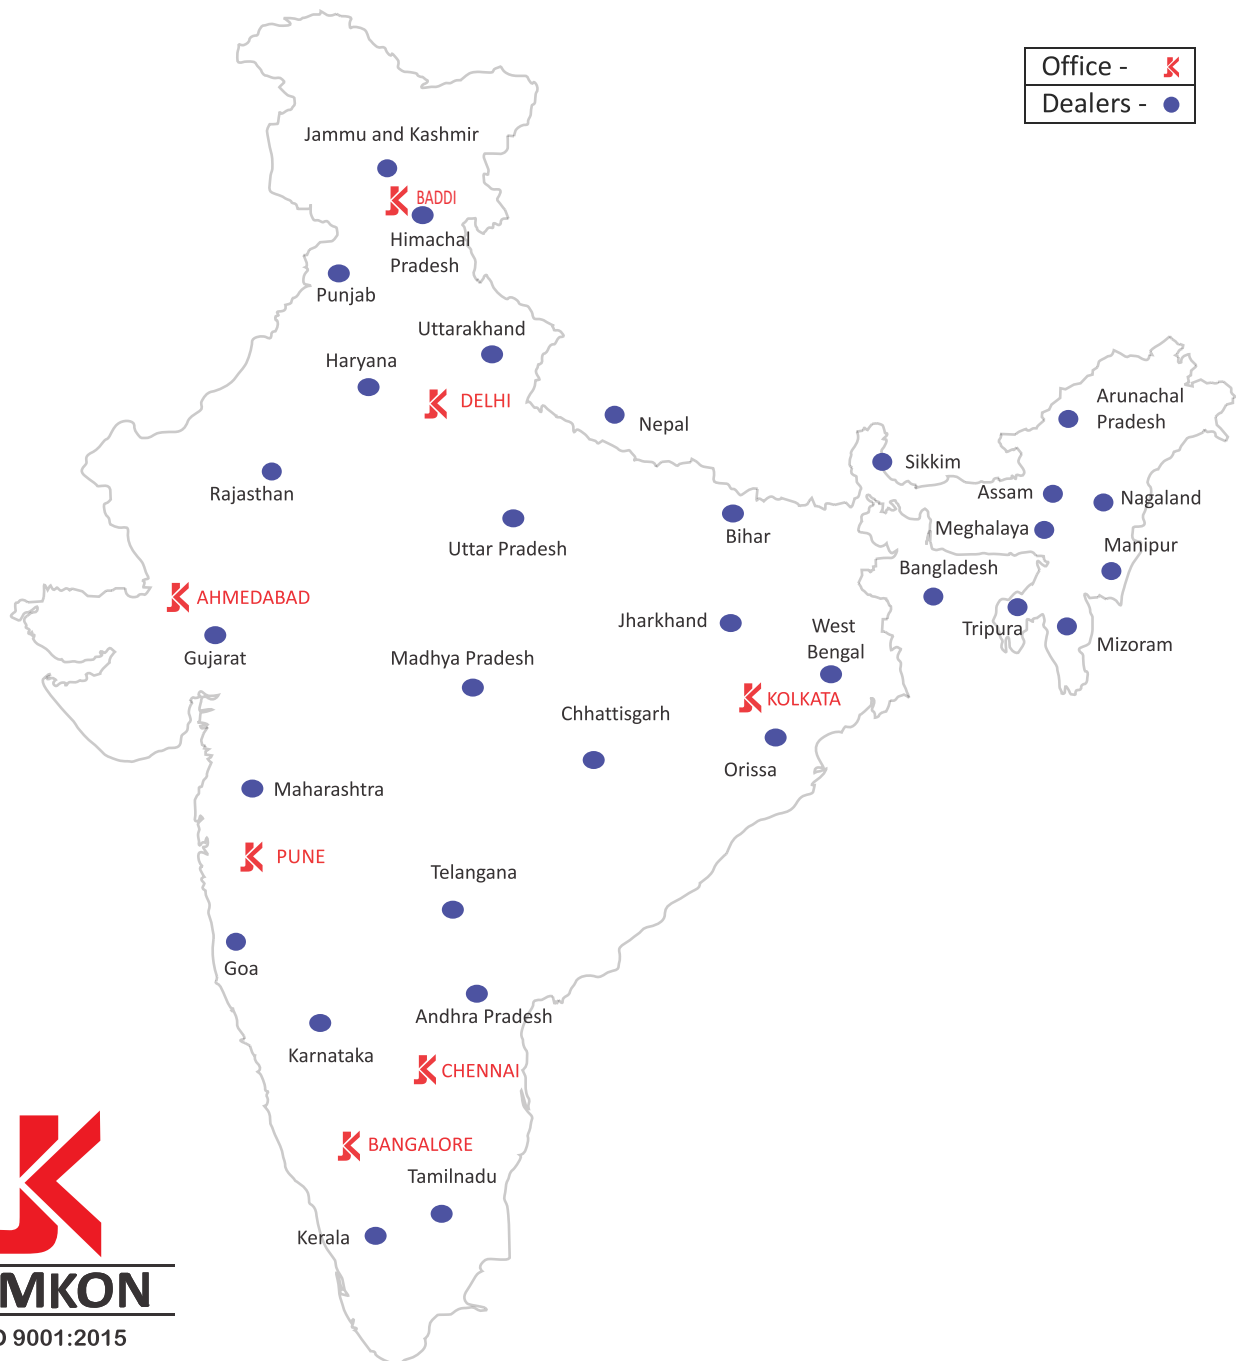 Office -
Dealers -
Jammu and Kashmir
BADDI
Himachal
Pradesh
Punjab
Uttarakhand
Haryana
DELHI
Nepal
Arunachal
Pradesh
Sikkim
Rajasthan
Assam
Nagaland
Meghalaya
Bihar
Uttar Pradesh
Manipur
Bangladesh
AHMEDABAD
Jharkhand
West
Bengal
Tripura
Mizoram
Gujarat
Madhya Pradesh
KOLKATA
Chhattisgarh
Orissa
Maharashtra
PUNE
Telangana
Goa
Andhra Pradesh
Karnataka
CHENNAI
BANGALORE
Tamilnadu
Kerala
JK
MKON
9001:2015